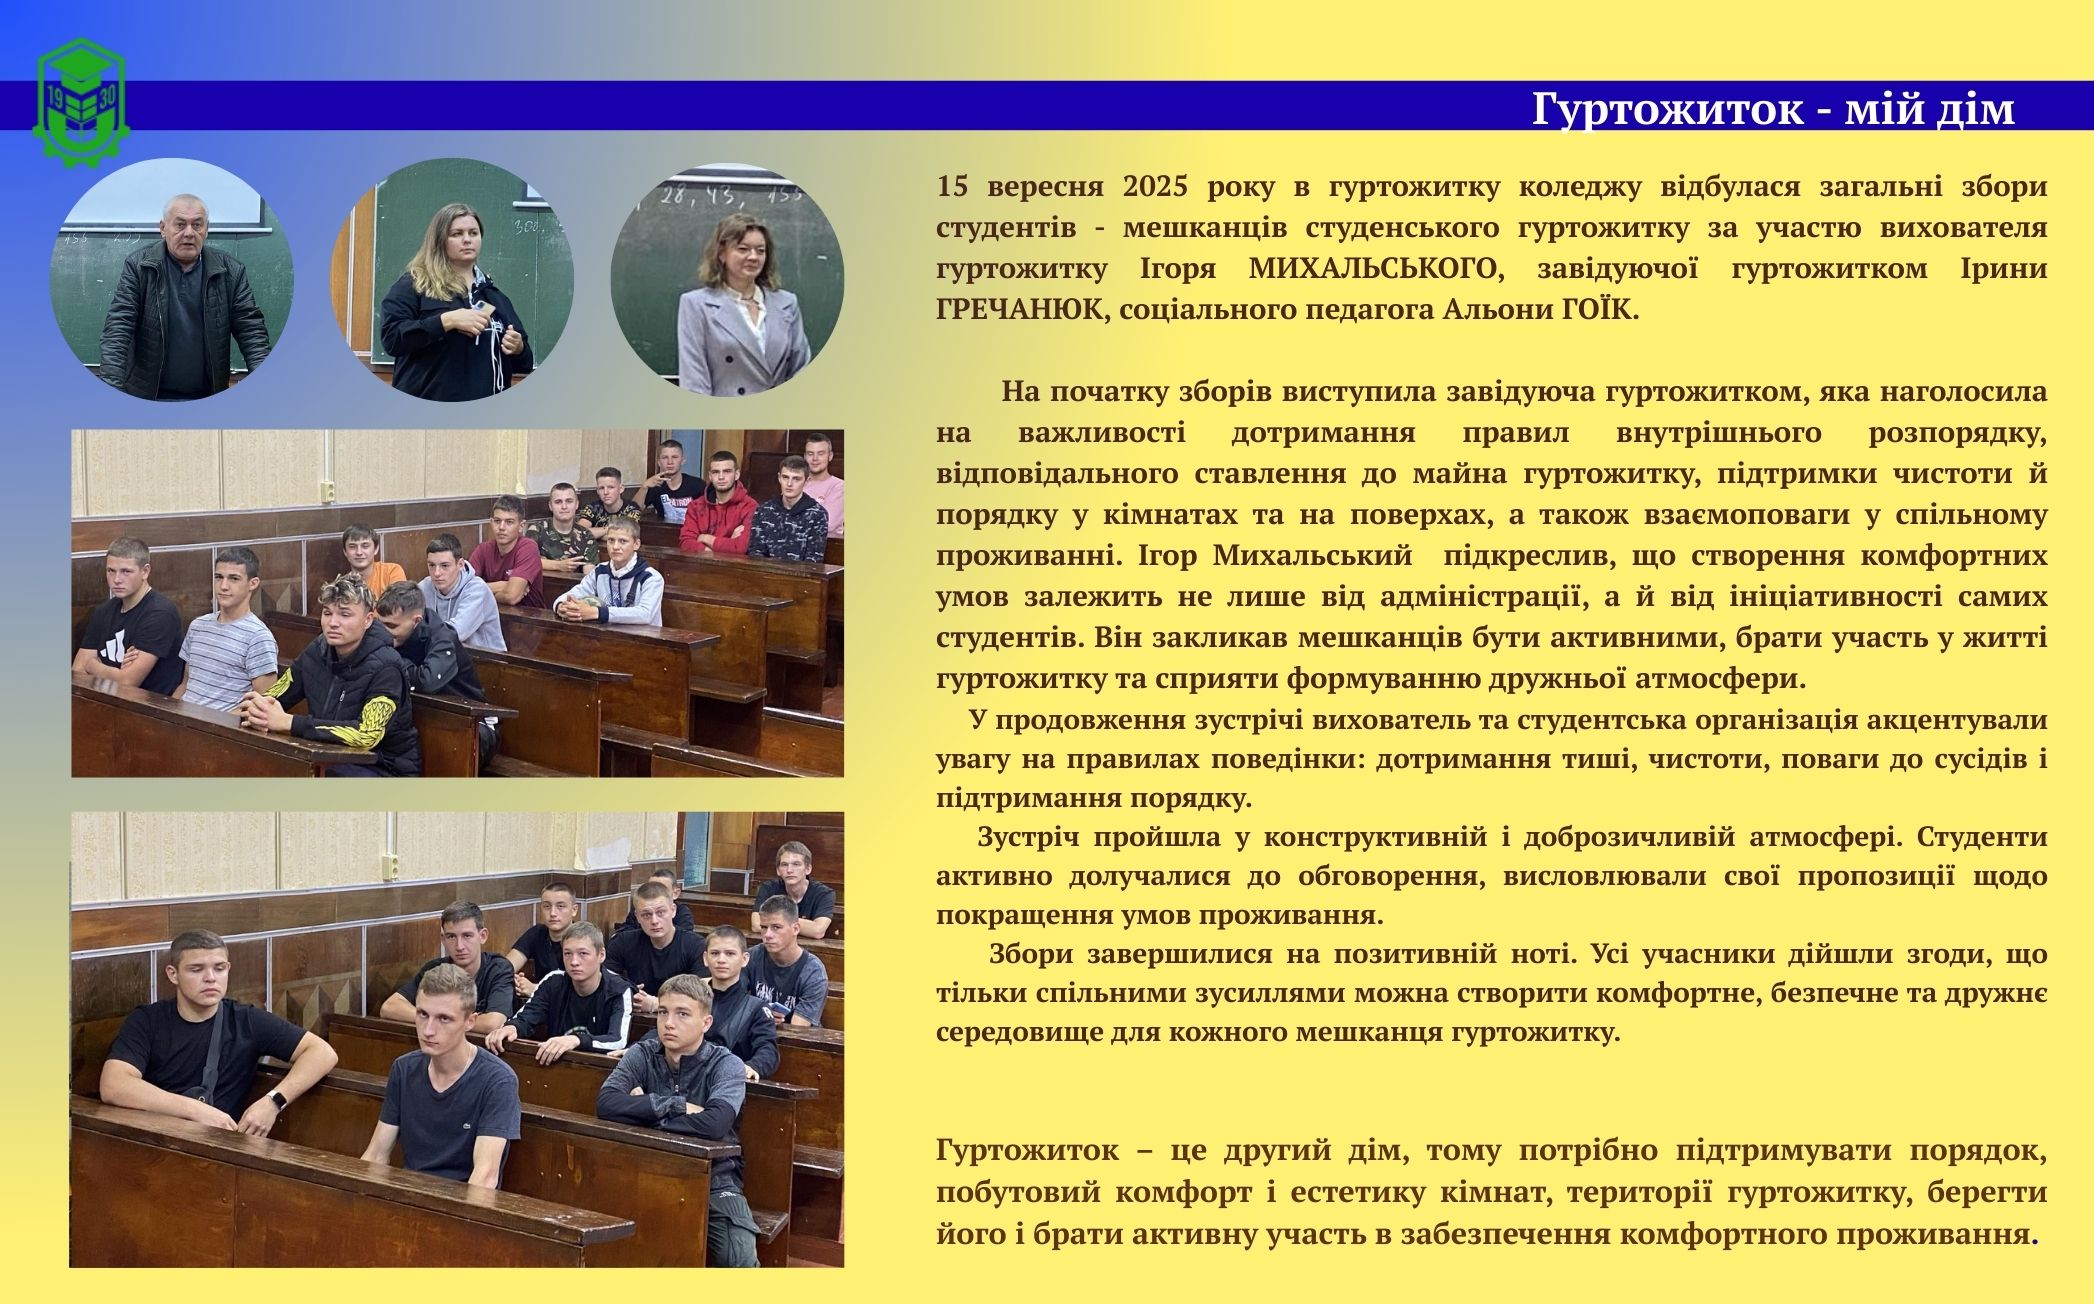 19 30
Гуртожиток - мій дім
15 вересня 2025 року в гуртожитку коледжу відбулася загальні збори
студентів - мешканців студенського гуртожитку за участю вихователя
гуртожитку Ігоря МИХАЛЬСЬКОГО, завідуючої гуртожитком Ірини
ГРЕЧАНЮК, соціального педагога Альони ГОЇК.
На початку зборів виступила завідуюча гуртожитком, яка наголосила
на важливості дотримання правил внутрішнього розпорядку,
відповідального ставлення до майна гуртожитку, підтримки чистоти й
порядку у кімнатах та на поверхах, а також взаємоповаги у спільному
проживанні. Ігор Михальський підкреслив, що створення комфортних
умов залежить не лише від адміністрації, а й від ініціативності самих
студентів. Він закликав мешканців бути активними, брати участь у житті
гуртожитку та сприяти формуванню дружньої атмосфери.
У продовження зустрічі вихователь та студентська організація акцентували
увагу на правилах поведінки: дотримання тиші, чистоти, поваги до сусідів і
підтримання порядку.
Зустріч пройшла у конструктивній і доброзичливій атмосфері. Студенти
активно долучалися до обговорення, висловлювали свої пропозиції щодо
покращення умов проживання.
Збори завершилися на позитивній ноті. Усі учасники дійшли згоди, що
тільки спільними зусиллями можна створити комфортне, безпечне та дружнє
середовище для кожного мешканця гуртожитку.
Гуртожиток – це другий дім, тому потрібно підтримувати порядок,
побутовий комфорт і естетику кімнат, території гуртожитку, берегти
його і брати активну участь в забезпечення комфортного проживання.